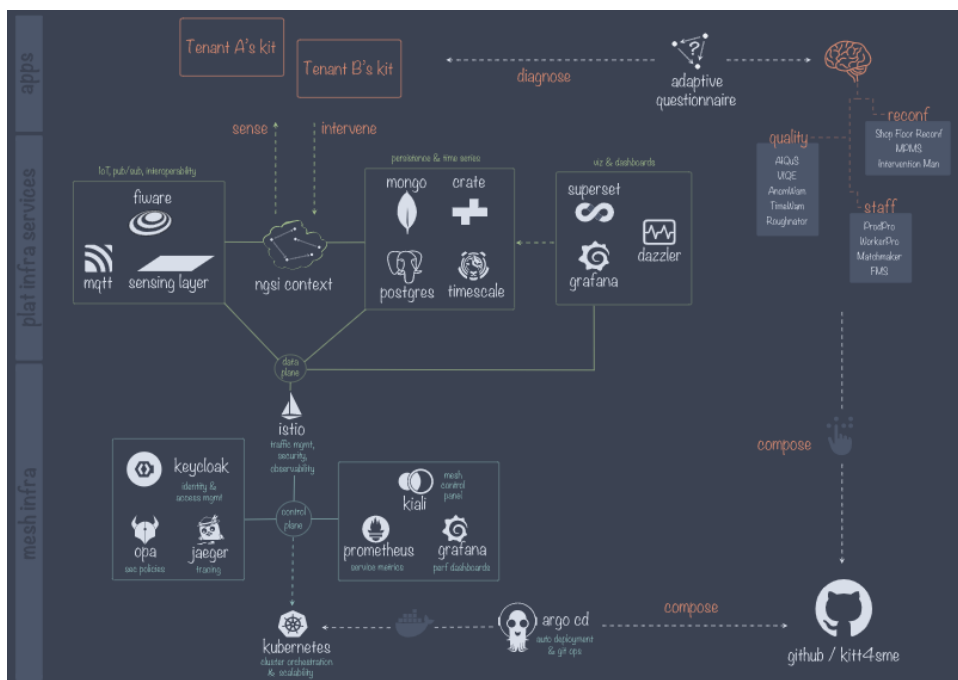 apps
Tenant A's kit
Tenant B's kit
diagnose
adaptive
questionnaire
sense
intervene
reconf
Shop Floor Reconf
MPMS
Intervention Man
quality
AIQuS
VIQE
AnomWarn
TimeWarn
Roughnator
staff
ProdPro
WorkerPro
Matchmaker
FMS
plat infra services
IoT, pub/sub, interoperability
fiware
mqtt
sensing layer
ngsi context
persistence & time series
mongo
crate
postgres
timescale
viz & dashboards
superset
dazzler
grafana
data
plane
mesh infra
istio
traffic mgmt,
security,
observability
keycloak
identity &
access mgmt
opa
sec policies
jaeger
tracing
control
plane
kiali
mesh
control
panel
prometheus
service metrics
grafana
perf dashboards
compose
kubernetes
cluster orchestration
& scalability
argo cd
auto deployment
& git ops
compose
github / kitt4sme